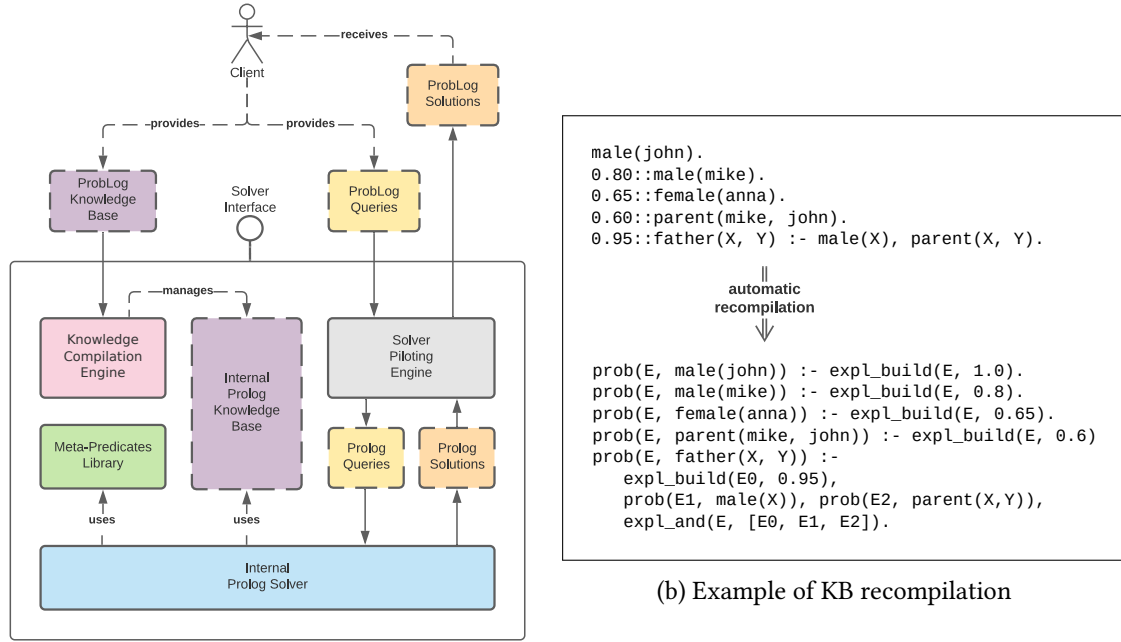 receives
Client
ProbLog
Solutions
provides
provides
ProbLog
Knowledge
Base
Solver
Interface
ProbLog
Queries
manages
Knowledge
Compilation
Engine
Internal
Prolog
Knowledge
Base
Solver
Piloting
Engine
Meta-Predicates
Library
Prolog
Queries
Prolog
Solutions
uses
uses
Internal
Prolog Solver
male(john).
0.80::male(mike).
0.65::female(anna).
0.60::parent(mike, john).
0.95::father(X, Y) :- male(X), parent(X, Y).
automatic
recompilation
prob(E, male(john)) :- expl_build(E, 1.0).
prob(E, male(mike)) :- expl_build(E, 0.8).
prob(E, female(anna)) :- expl_build(E, 0.65).
prob(E, parent(mike, john)) :- expl_build(E, 0.6)
prob(E, father(X, Y)) :-
expl_build(E0, 0.95),
prob(E1, male(X)), prob(E2, parent(X,Y)),
expl_and(E, [E0, E1, E2]).
(b) Example of KB recompilation